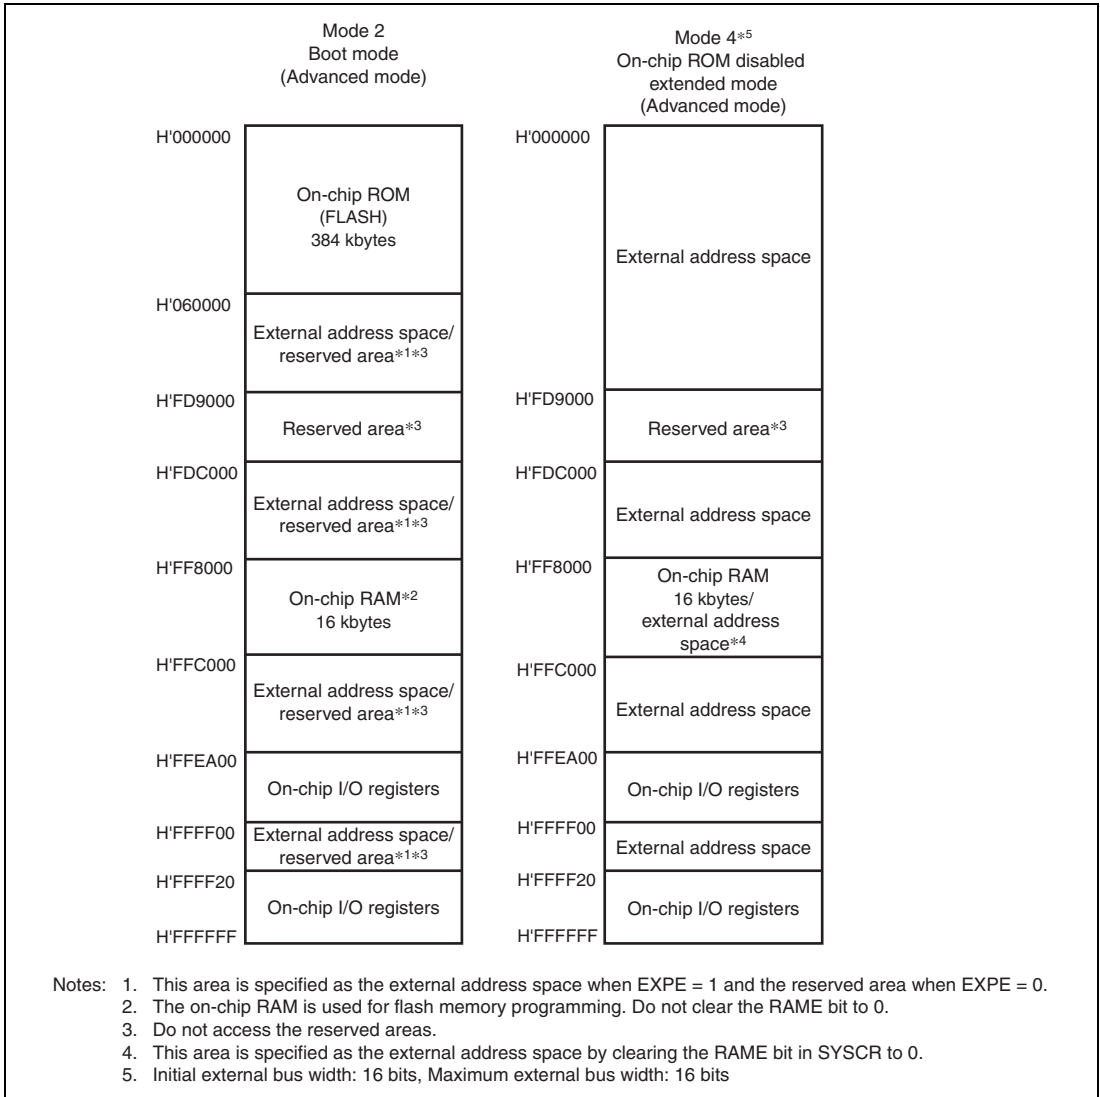 Mode 2
Boot mode
(Advanced mode)
H'000000
On-chip ROM
(FLASH)
384 kbytes
H'060000
External address space/
reserved area*1*3
H'FD9000
Reserved area*3
H'FDC000
External address space/
reserved area*1*3
H'FF8000
On-chip RAM*2
16 kbytes
H'FFC000
External address space/
reserved area*1*3
H'FFEA00
On-chip I/O registers
H'FFFF00
External address space/
reserved area*1*3
H'FFFF20
On-chip I/O registers
H'FFFFFF
Mode 4*5
On-chip ROM disabled
extended mode
(Advanced mode)
H'000000
External address space
H'FD9000
Reserved area*3
H'FDC000
External address space
H'FF8000
On-chip RAM
16 kbytes/
external address
space*4
H'FFC000
External address space
H'FFEA00
On-chip I/O registers
H'FFFF00
External address space
H'FFFF20
On-chip I/O registers
H'FFFFFF
Notes: 1. This area is specified as the external address space when EXPE = 1 and the reserved area when EXPE = 0.
2. The on-chip RAM is used for flash memory programming. Do not clear the RAME bit to 0.
3. Do not access the reserved areas.
4. This area is specified as the external address space by clearing the RAME bit in SYSCR to 0.
5. Initial external bus width: 16 bits, Maximum external bus width: 16 bits